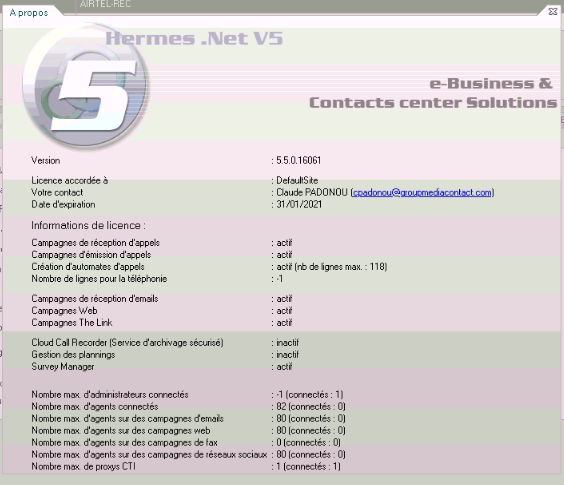 AIRTEL-REC
A propos
Hermes .Net V5
5
e-Business &
Contacts center Solutions
Version : 5.5.0.16061
Licence accordée à : DefaultSite
Votre contact : Claude PADONOU (cpadonou@groupmediacontact.com)
Date d'expiration : 31/01/2021
Informations de licence :
Campagnes de réception d'appels : actif
Campagnes d'émission d'appels : actif
Création d'automates d'appels : actif (nb de lignes max. : 118)
Nombre de lignes pour la téléphonie : -1
Campagnes de réception d'emails : actif
Campagnes Web : actif
Campagnes The Link : actif
Cloud Call Recorder (Service d'archivage sécurisé) : inactif
Gestion des plannings : inactif
Survey Manager : actif
Nombre max. d'administrateurs connectés : -1 (connectés : 1)
Nombre max. d'agents connectés : 82 (connectés : 0)
Nombre max. d'agents sur des campagnes d'emails : 80 (connectés : 0)
Nombre max. d'agents sur des campagnes web : 80 (connectés : 0)
Nombre max. d'agents sur des campagnes de fax : 0 (connectés : 0)
Nombre max. d'agents sur des campagnes de réseaux sociaux : 80 (connectés : 0)
Nombre max. de proxys CTI : 1 (connectés : 1)